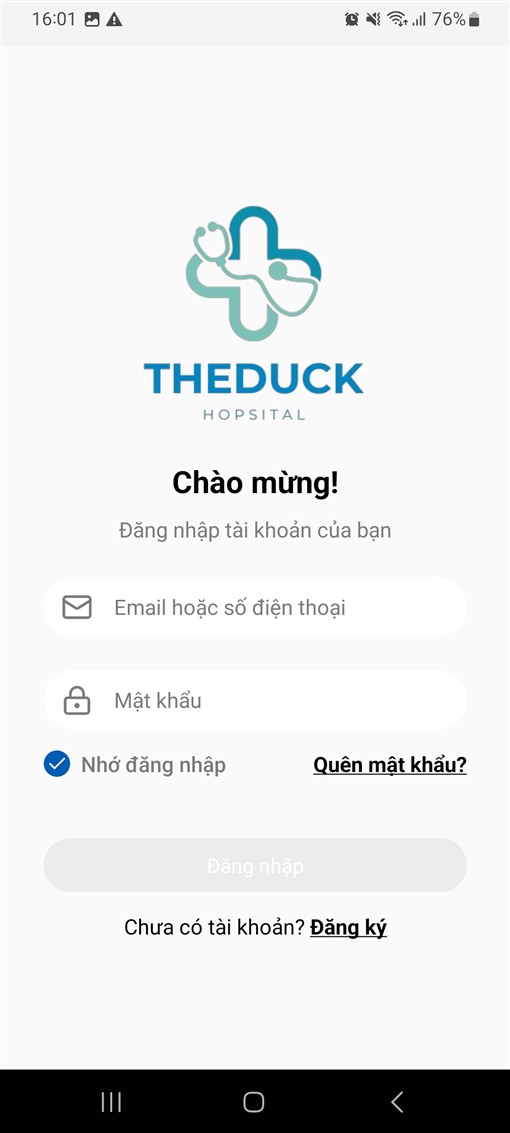 16:01 76%
THEDUCK
HOPSITAL
Chào mừng!
Đăng nhập tài khoản của bạn
Email hoặc số điện thoại
Mật khẩu
Nhớ đăng nhập Quên mật khẩu?
Đăng nhập
Chưa có tài khoản? Đăng ký